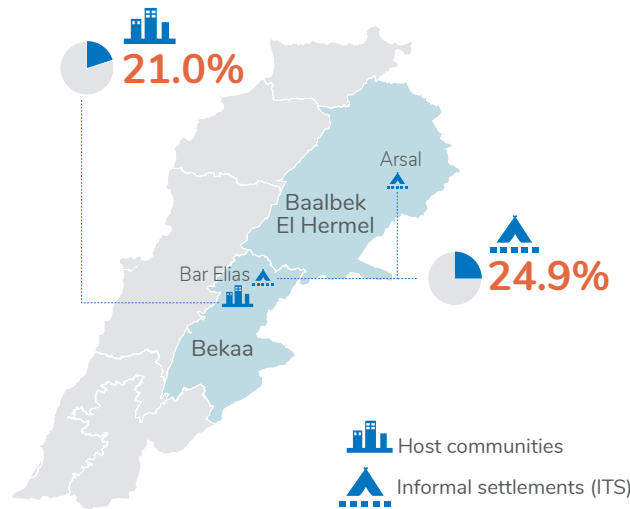 21.0%
Arsal
Baalbek
El Hermel
Bar Elias
24.9%
Bekaa
Host communities
Informal settlements (ITS)